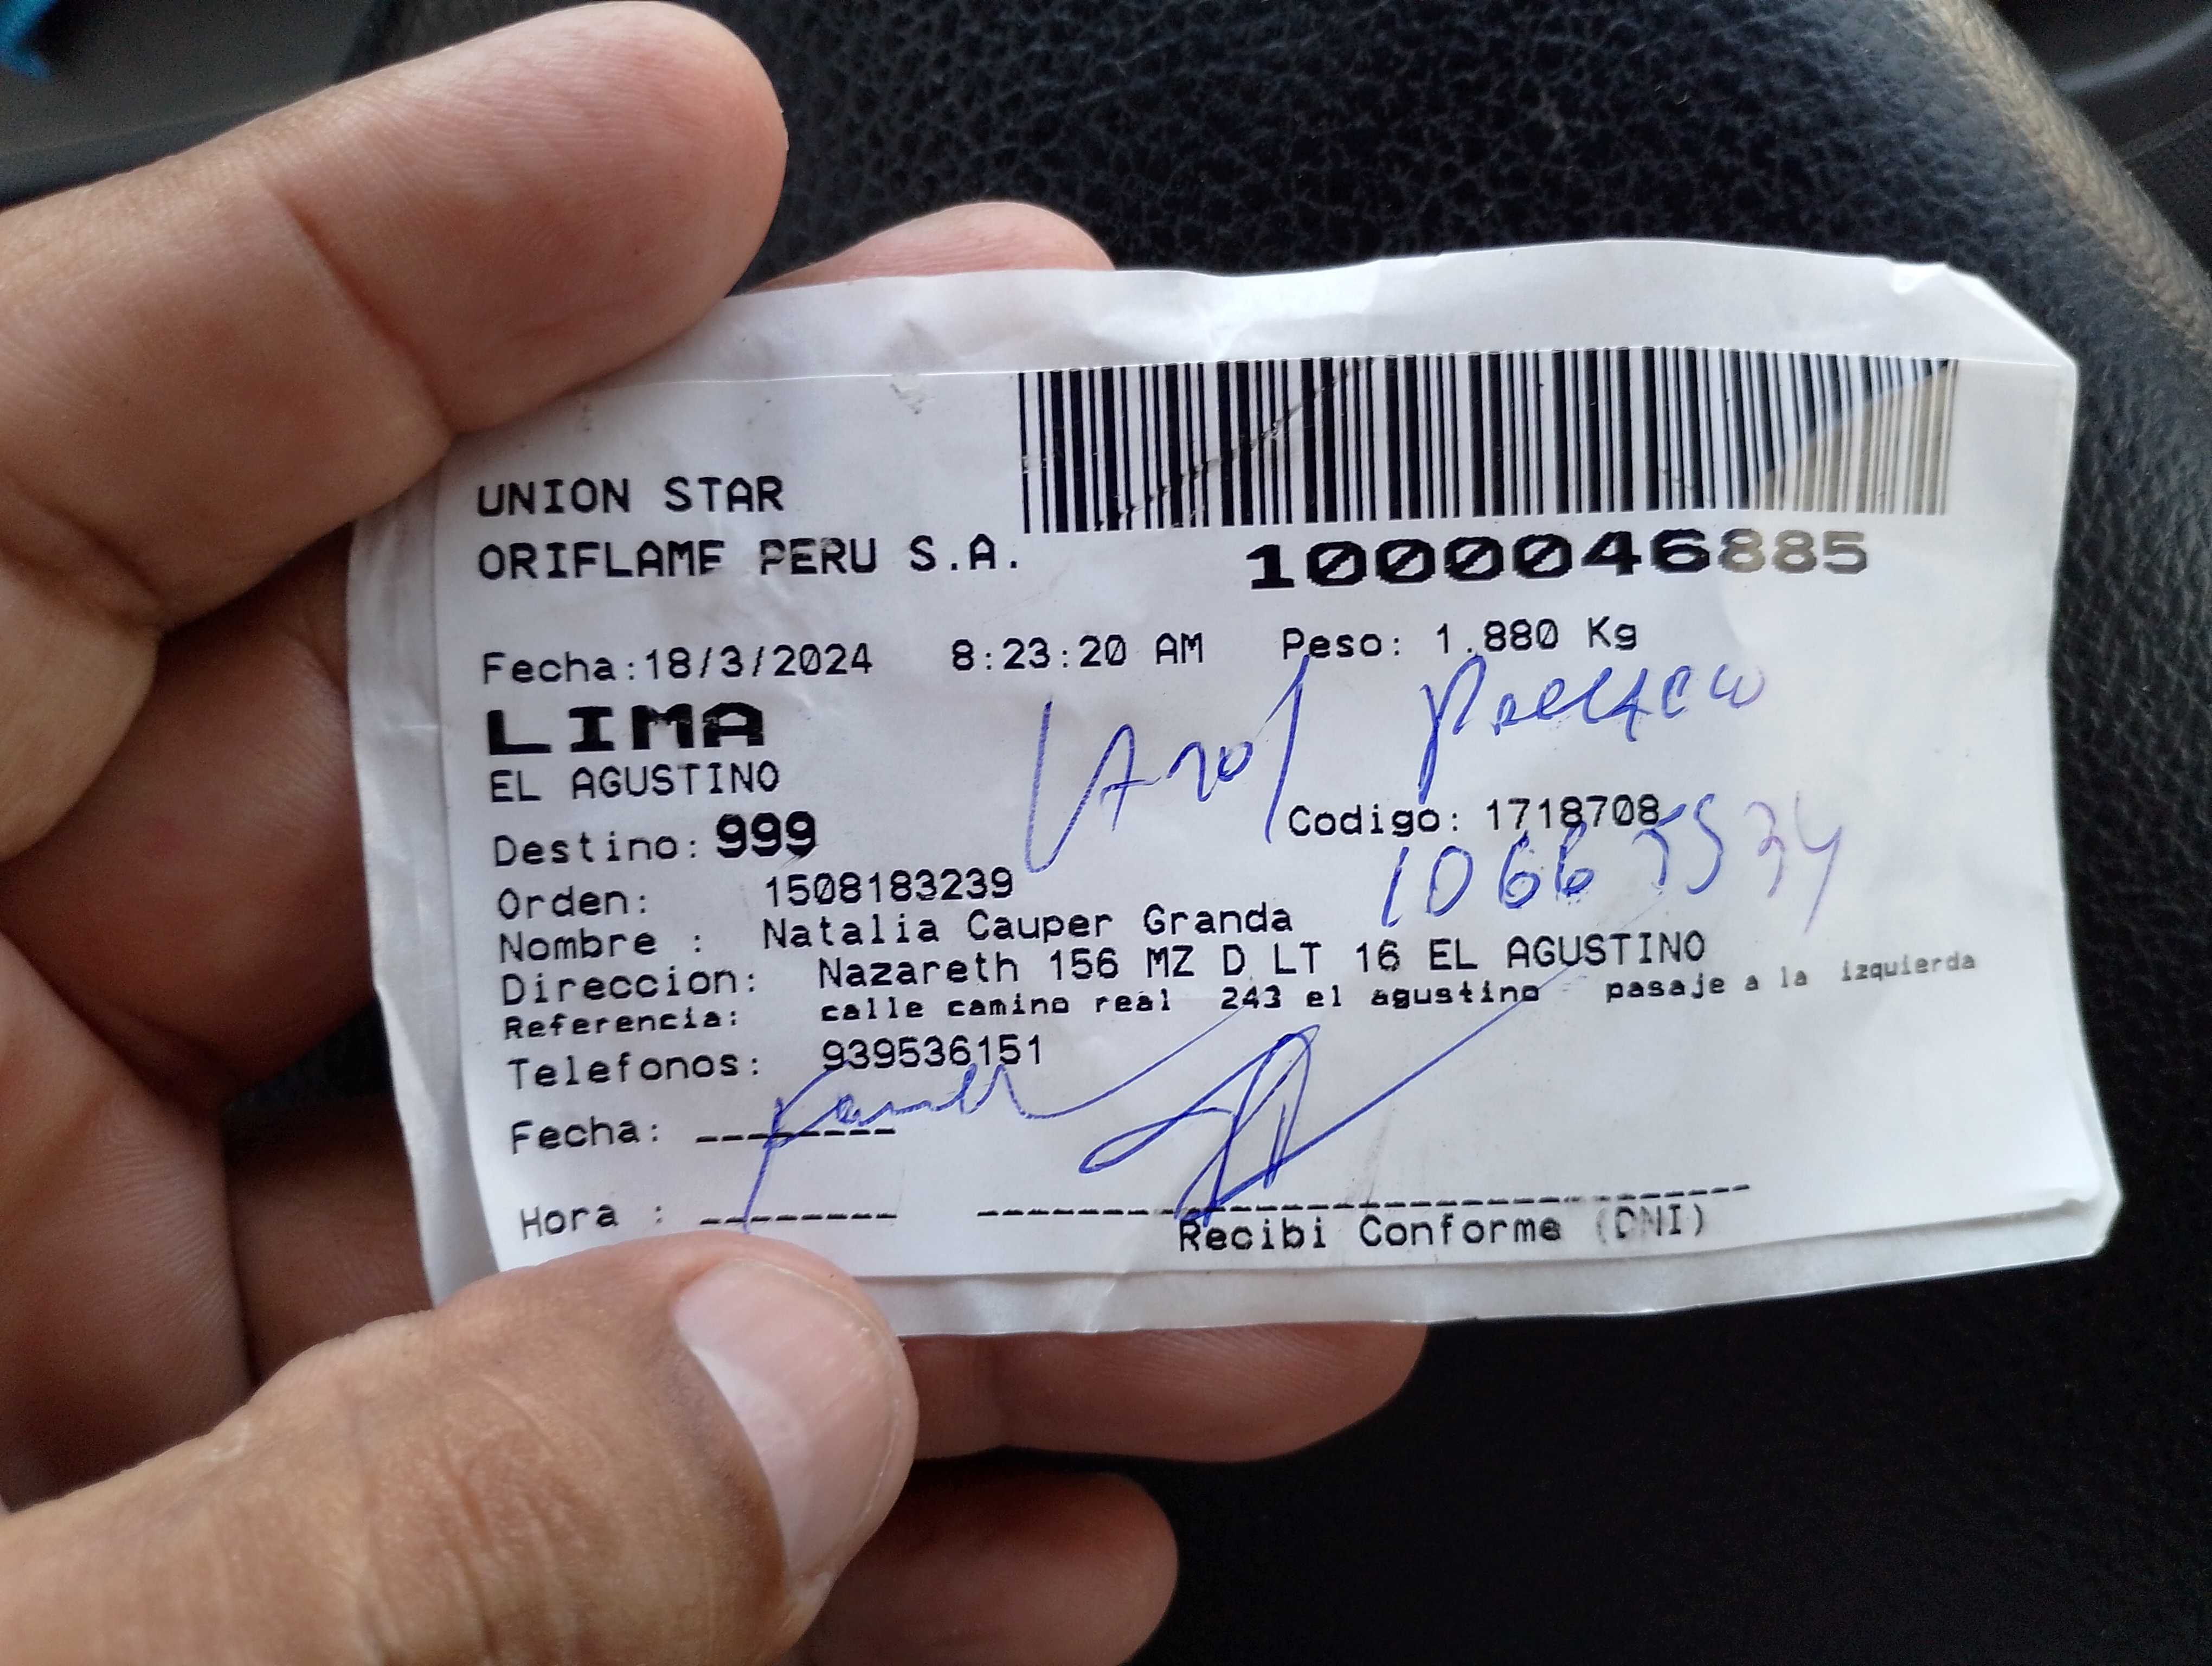 UNION STAR
ORIFLAME PERU S.A.
1000046885
Fecha:18/3/2024 8:23:20 AM Peso: 1.880 Kg
LIMA
EL AGUSTINO
Destino: 999
Codigo: 1718708
10665534
Orden: 1508183239
Nombre : Natalia Cauper Granda
Direccion: Nazareth 156 MZ D LT 16 EL AGUSTINO
Referencia: calle camino real 243 el agustino pasaje a la izquierda
Telefonos: 939536151
Fecha: --------
Hora : --------
Recibi Conforme (DNI)